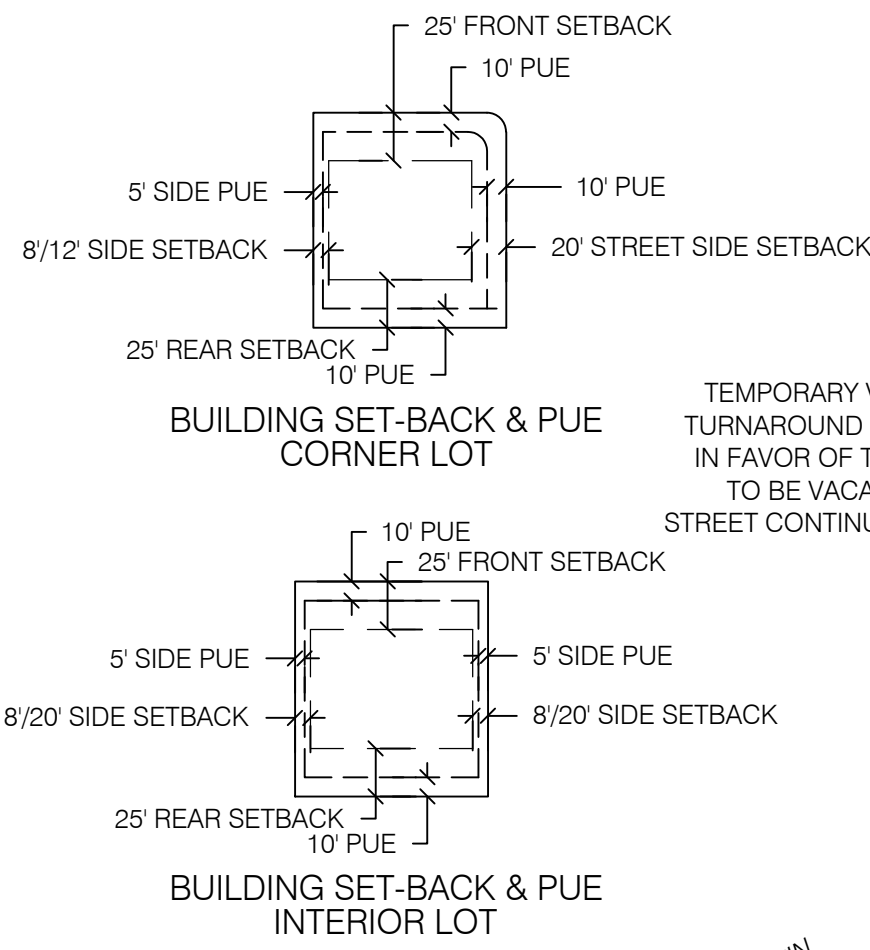 25' FRONT SETBACK
10' PUE
5' SIDE PUE
10' PUE
8'/12' SIDE SETBACK
20' STREET SIDE SETBACK
25' REAR SETBACK
10' PUE
BUILDING SET-BACK & PUE
CORNER LOT
TEMPORARY
TURNAROUND
IN FAVOR OF
TO BE
STREET
10' PUE
25' FRONT SETBACK
5' SIDE PUE
5' SIDE PUE
8'/20' SIDE SETBACK
8'/20' SIDE SETBACK
25' REAR SETBACK
10' PUE
BUILDING SET-BACK & PUE
INTERIOR LOT